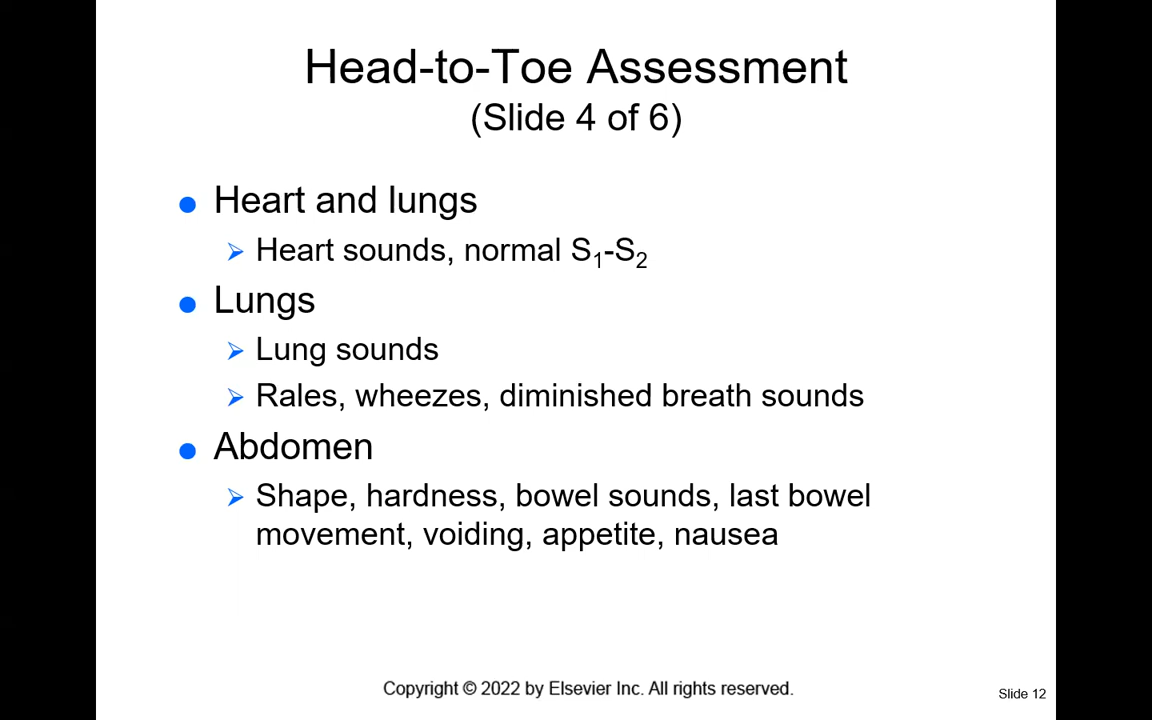 Head-to-Toe Assessment
(Slide 4 of 6)
● Heart and lungs
➢ Heart sounds, normal S₁-S₂
● Lungs
➢ Lung sounds
➢ Rales, wheezes, diminished breath sounds
● Abdomen
➢ Shape, hardness, bowel sounds, last bowel
movement, voiding, appetite, nausea
Copyright © 2022 by Elsevier Inc. All rights reserved.
Slide 12